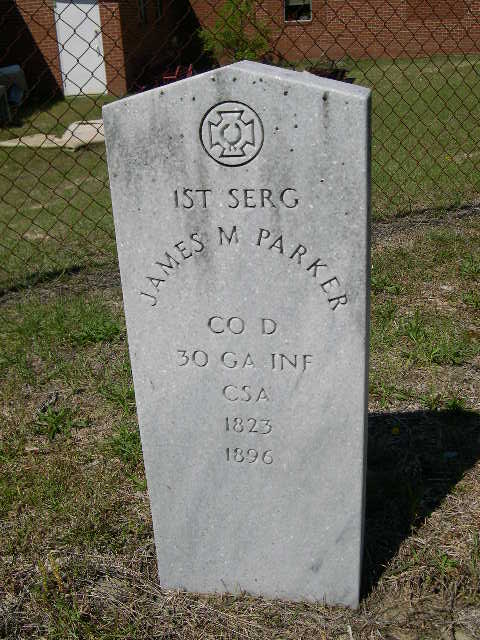 1ST SERG
JAMES M PARKER
CO D
30 GA INF
CSA
1823
1896